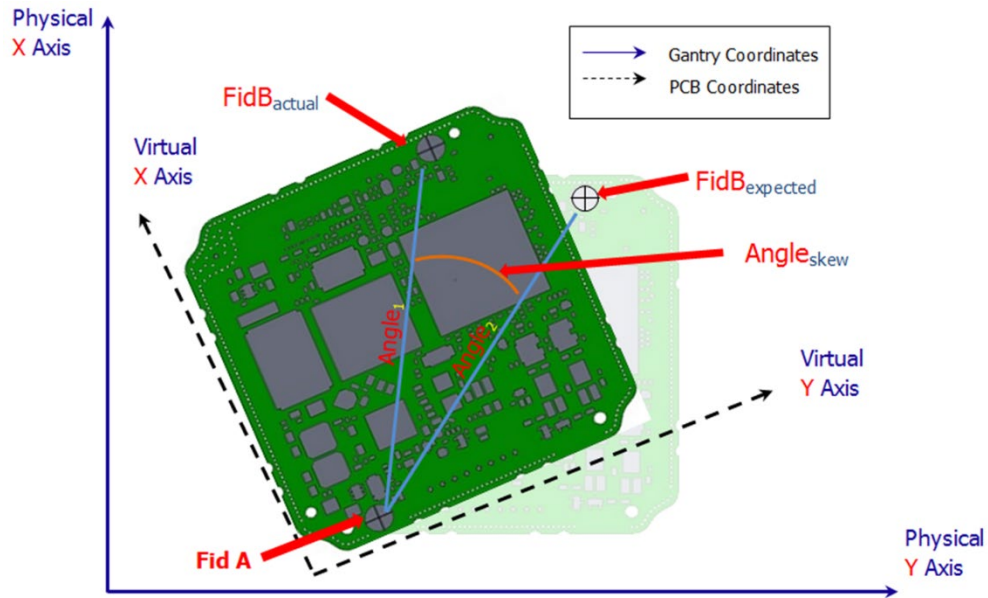 Physical
X Axis
Gantry Coordinates
PCB Coordinates
FidBactual
Virtual
X Axis
FidBexpected
Angleskew
Angle1
Angle2
Virtual
Y Axis
Fid A
Physical
Y Axis